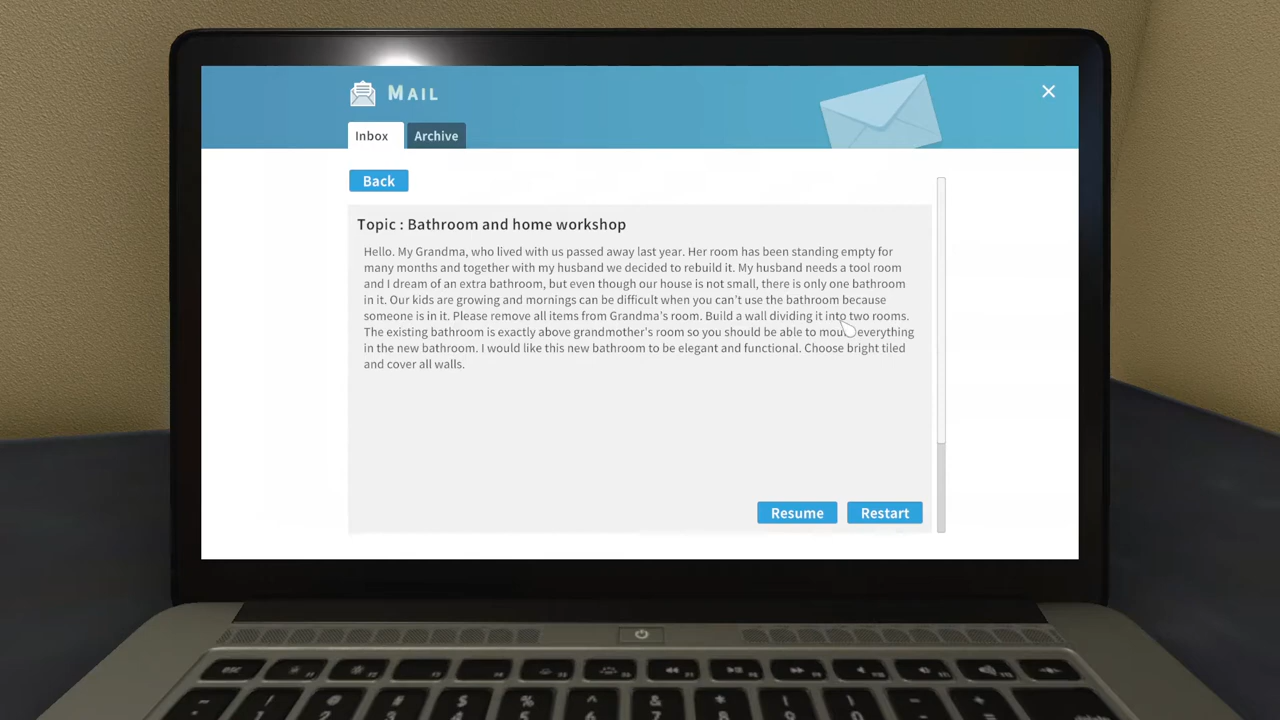 MAIL
Inbox
Archive
Back
Topic : Bathroom and home workshop
Hello. My Grandma, who lived with us passed away last year. Her room has been standing empty for
many months and together with my husband we decided to rebuild it. My husband needs a tool room
and I dream of an extra bathroom, but even though our house is not small, there is only one bathroom
in it. Our kids are growing and mornings can be difficult when you can't use the bathroom because
someone is in it. Please remove all items from Grandma's room. Build a wall dividing it into two rooms.
The existing bathroom is exactly above grandmother's room so you should be able to everything
in the new bathroom. I would like this new bathroom to be elegant and functional. Choose bright tiled
and cover all walls.
Resume
Restart
esc
$
%
^
&
*
(
)